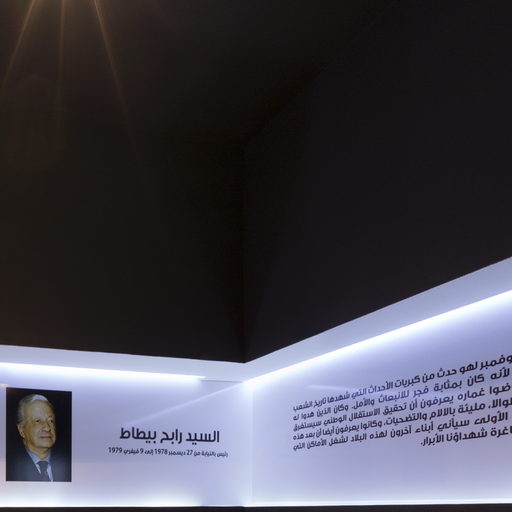 السيد رابح بيطاط
رئيس بالنيابة من 27 ديسمبر 1978 إلى 9 فيفري 1979
وفمبر لهو حدث من كبريات الأحداث التي شهدها تاريخ الشعب
لأنه كان بمثابة فجر للانبعاث والأمل. وكان الذين هدوا له
ضوا غماره يعرفون أن تحقيق الاستقلال الوطني سيستغرق
طوالا، مليئة بالآلام والتضحيات، وكانوا يعرفون أيضا أن بعد هذه
الأولى سيأتي أبناء آخرون لهذه البلاد لشغل الأماكن التي
اغرة شهداؤنا الأبرار.